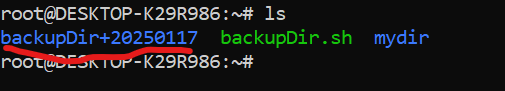 root@DESKTOP-K29R986:~# ls
backupDir+20250117  backupDir.sh  mydir
root@DESKTOP-K29R986:~#